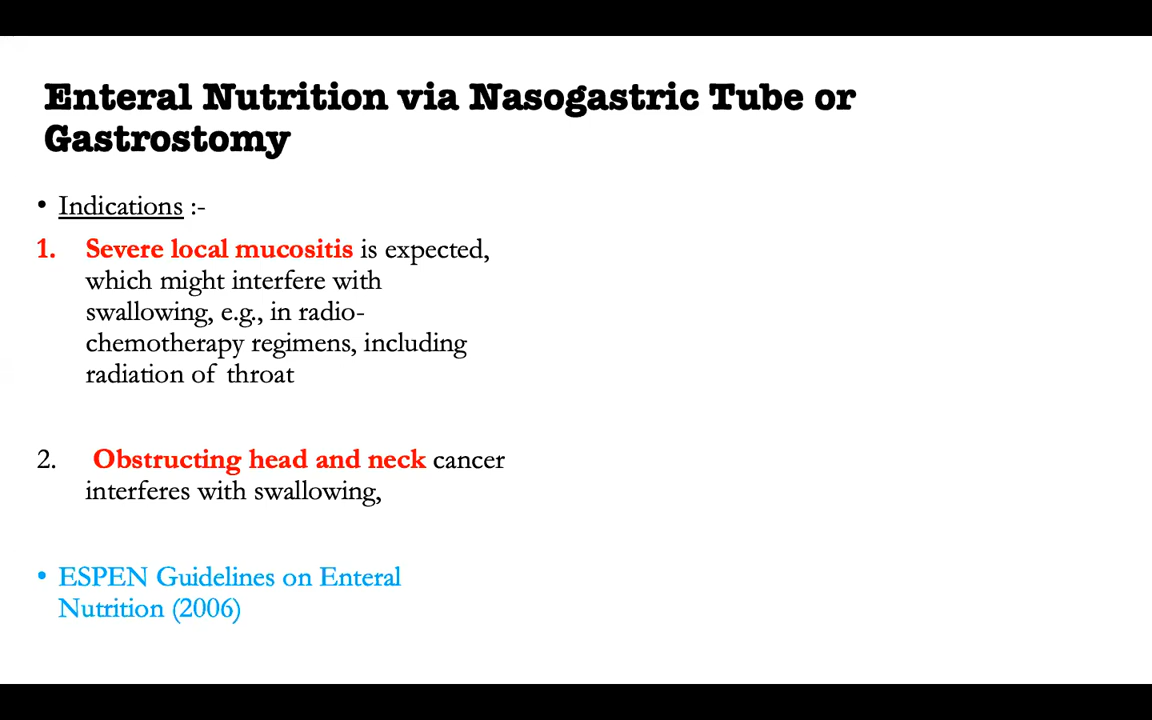 Enteral Nutrition via Nasogastric Tube or
Gastrostomy
• Indications :-
1. Severe local mucositis is expected,
which might interfere with
swallowing, e.g., in radio-
chemotherapy regimens, including
radiation of throat
2. Obstructing head and neck cancer
interferes with swallowing,
• ESPEN Guidelines on Enteral
Nutrition (2006)